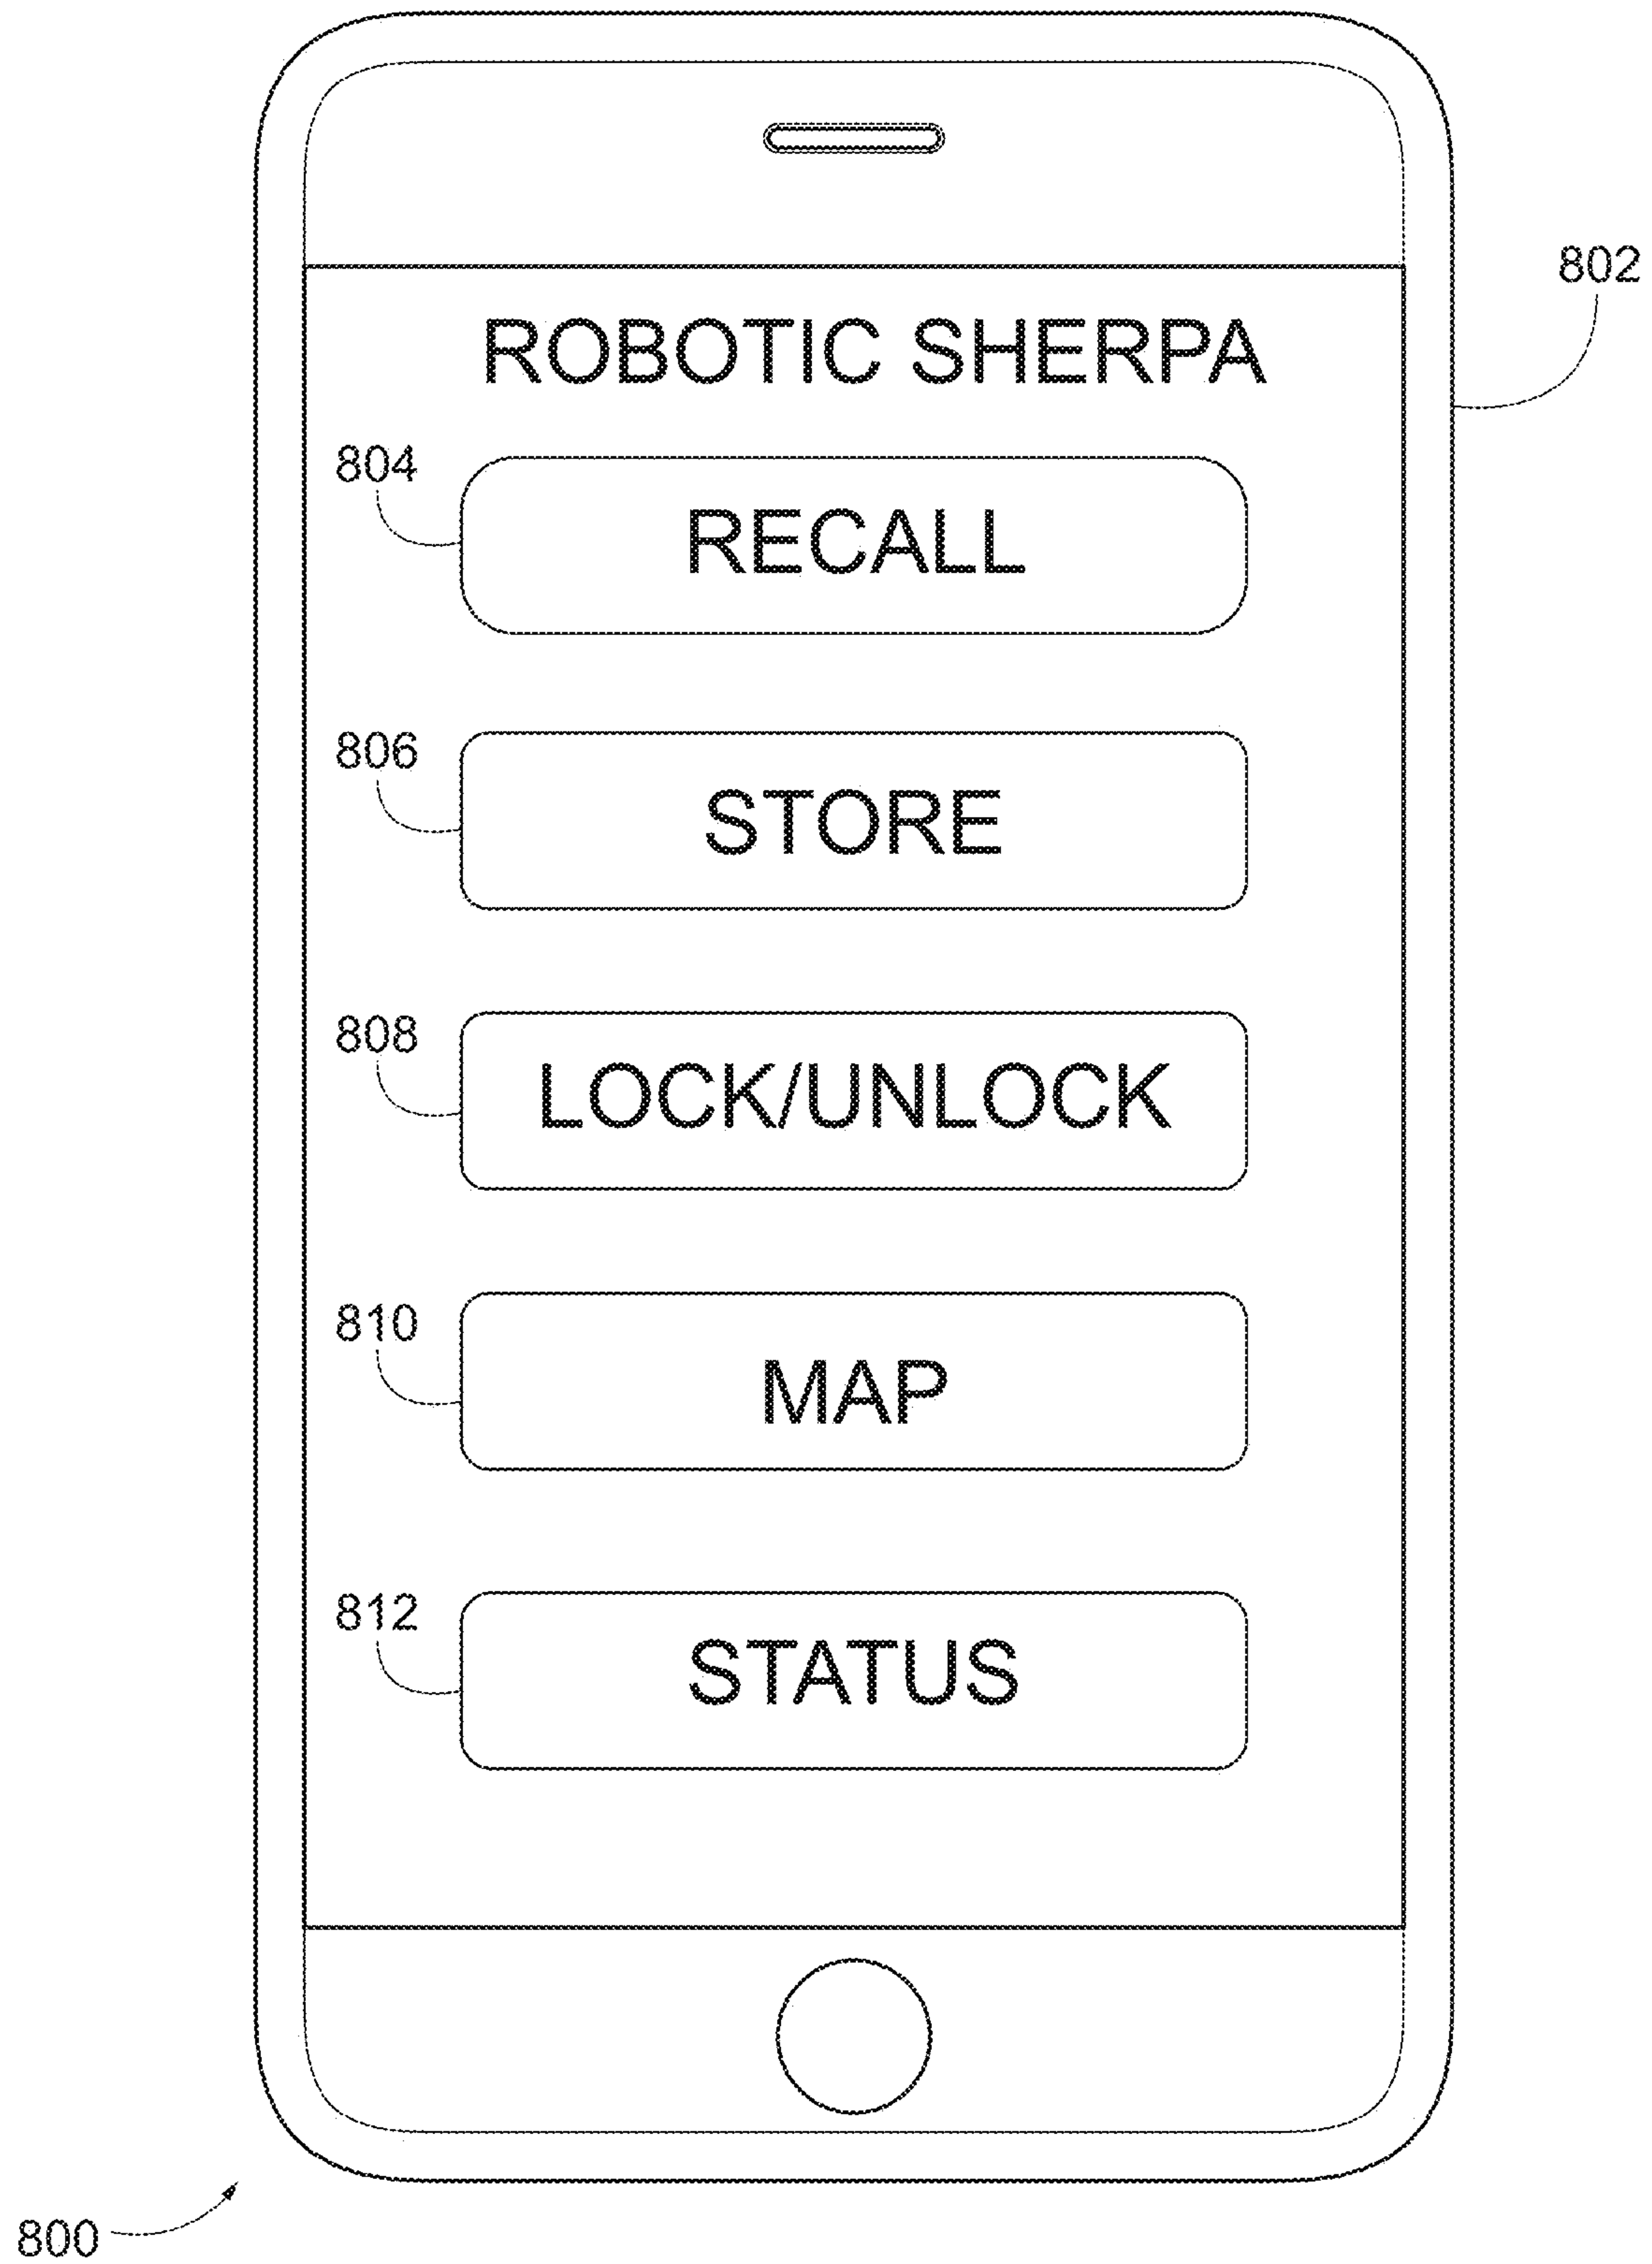 802
ROBOTIC SHERPA
804
RECALL
806
STORE
808
LOCK/UNLOCK
810
MAP
812
STATUS
800